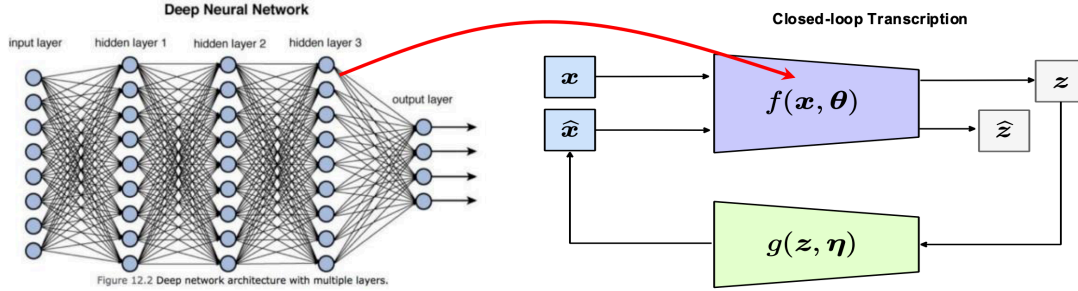 Deep Neural Network
input layer
hidden layer 1
hidden layer 2
hidden layer 3
output layer
Figure 12.2 Deep network architecture with multiple layers.
Closed-loop Transcription
x
f(x, θ)
z
x̂
ẑ
g(z, η)